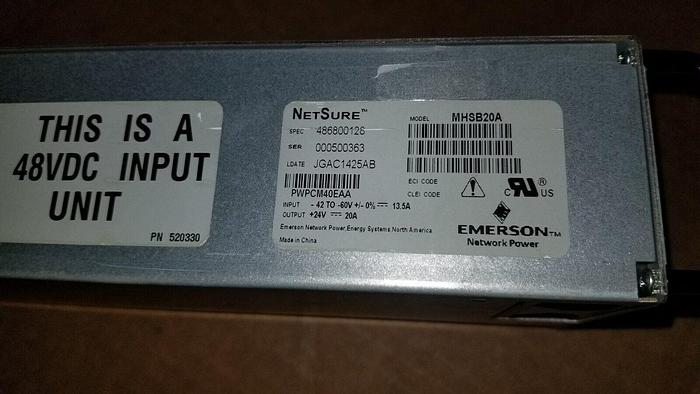 THIS IS A
48VDC INPUT
UNIT
PN 520330
NETSURE™
SPEC 486800126
SER 000500363
LDATE JGAC1425AB
PWPCM40EAA
INPUT - 42 TO -60V +/- 0% 13.5A
OUTPUT +24V 20A
Emerson Network Power, Energy Systems, North America
Made in China
MODEL MHSB20A
ECI CODE
CLEI CODE
C RU ® US
EMERSON™
Network Power